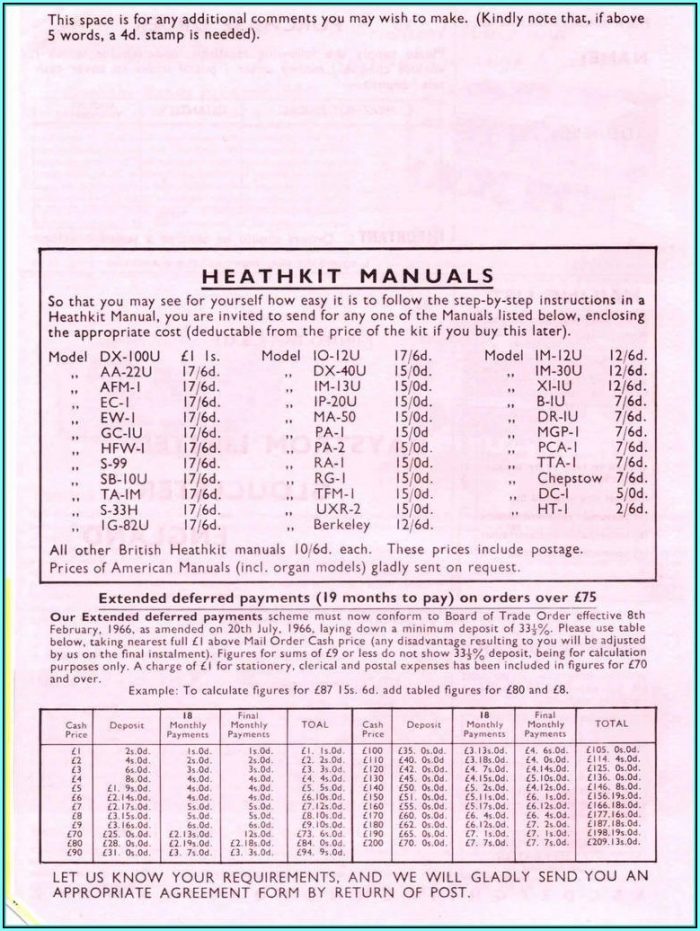 This space is for any additional comments you may wish to make. (Kindly note that, if above
5 words, a 4d. stamp is needed).
HEATHKIT MANUALS
So that you may see for yourself how easy it is to follow the step-by-step instructions in a
Heathkit Manual, you are invited to send for any one of the Manuals listed below, enclosing
the appropriate cost (deductable from the price of the kit if you buy this later).
Model DX-100U £1 1s. Model IO-12U 17/6d. Model IM-12U 12/6d.
,, AA-22U 17/6d. ,, DX-40U 15/0d. ,, IM-30U 12/6d.
,, AFM-1 17/6d. ,, IM-13U 15/0d. ,, XI-IU 12/6d.
,, EC-1 17/6d. ,, IP-20U 15/0d. ,, B-IU 7/6d.
,, EW-1 17/6d. ,, MA-50 15/0d. ,, DR-IU 7/6d.
,, GC-IU 17/6d. ,, PA-1 15/0d ,, MGP-1 7/6d.
,, HFW-1 17/6d. ,, PA-2 15/0d. ,, PCA-1 7/6d.
,, S-99 17/6d. ,, RA-1 15/0d. ,, TTA-1 7/6d.
,, SB-10U 17/6d. ,, RG-1 15/0d. ,, Chepstow 7/6d.
,, TA-IM 17/6d. ,, TFM-1 15/0d. ,, DC-1 5/0d.
,, S-33H 17/6d. ,, UXR-2 15/0d. ,, HT-1 2/6d.
,, IG-82U 17/6d. ,, Berkeley 12/6d.
All other British Heathkit manuals 10/6d. each. These prices include postage.
Prices of American Manuals (incl. organ models) gladly sent on request.
Extended deferred payments (19 months to pay) on orders over £75
Our Extended deferred payments scheme must now conform to Board of Trade Order effective 8th
February, 1966, as amended on 20th July, 1966, laying down a minimum deposit of 33⅓%. Please use table
below, taking nearest full £1 above Mail Order Cash price (any disadvantage resulting to you will be adjusted
by us on the final instalment). Figures for sums of £9 or less do not show 33⅓% deposit, being for calculation
purposes only. A charge of £1 for stationery, clerical and postal expenses has been included in figures for £70
and over.
Example: To calculate figures for £87 15s. 6d. add tabled figures for £80 and £8.
Cash Price Deposit 18 Monthly Payments Final Monthly Payments TOAL Cash Price Deposit 18 Monthly Payments Final Monthly Payments TOTAL
£1 2s.0d. 1s.0d. 1s.0d. £1. 1s.0d. £100 £35. 0s.0d. £3.13s.0d. £4. 6s.0d. £105. 0s.0d.
£2 4s.0d. 2s.0d. 2s.0d. £2. 2s.0d. £110 £40. 0s.0d £3.18s.0d. £4. 0s.0d. £114. 4s.0d.
£3 6s.0d. 3s.0d. 3s.0d. £3. 3s.0d. £120 £42. 0s.0d. £4. 7s.0d. £4.14s.0d. £125. 0s.0d.
£4 8s.0d. 4s.0d. 4s.0d. £4. 4s.0d. £130 £45. 0s.0d. £4.15s.0d. £5.10s.0d. £136. 0s.0d.
£5 £1. 9s.0d. 4s.0d. 4s.0d. £5. 5s.0d. £140 £50. 0s.0d. £5. 2s.0d. £4.12s.0d. £146. 8s.0d.
£6 £2.14s.0d. 4s.0d. 4s.0d. £6.10s.0d. £150 £51. 0s.0d. £5.11s.0d. £6. 1s.0d. £156.19s.0d.
£7 £2.17s.0d. 5s.0d. 5s.0d. £7.12s.0d. £160 £55. 0s.0d. £5.17s.0d. £6.12s.0d. £166.18s.0d.
£8 £3.15s.0d. 5s.0d. 5s.0d. £8.10s.0d. £170 £60. 0s.0d. £6. 4s.0d. £6. 4s.0d. £177.16s.0d.
£9 £3.16s.0d. 6s.0d. 6s.0d. £9.10s.0d. £180 £62. 0s.0d. £6.12s.0d. £7. 2s.0d. £187.18s.0d.
£70 £25. 0s.0d. £2.13s.0d. 12s.0d. £73. 6s.0d. £190 £65. 0s.0d. £7. 1s.0d. £7. 1s.0d. £198.19s.0d.
£80 £28. 0s.0d. £2.19s.0d. £2.18s.0d. £84. 0s.0d. £200 £70. 0s.0d. £7. 7s.0d. £7. 7s.0d. £209.13s.0d.
£90 £31. 0s.0d. £3. 7s.0d. £3. 3s.0d. £94. 9s.0d.
LET US KNOW YOUR REQUIREMENTS, AND WE WILL GLADLY SEND YOU AN
APPROPRIATE AGREEMENT FORM BY RETURN OF POST.